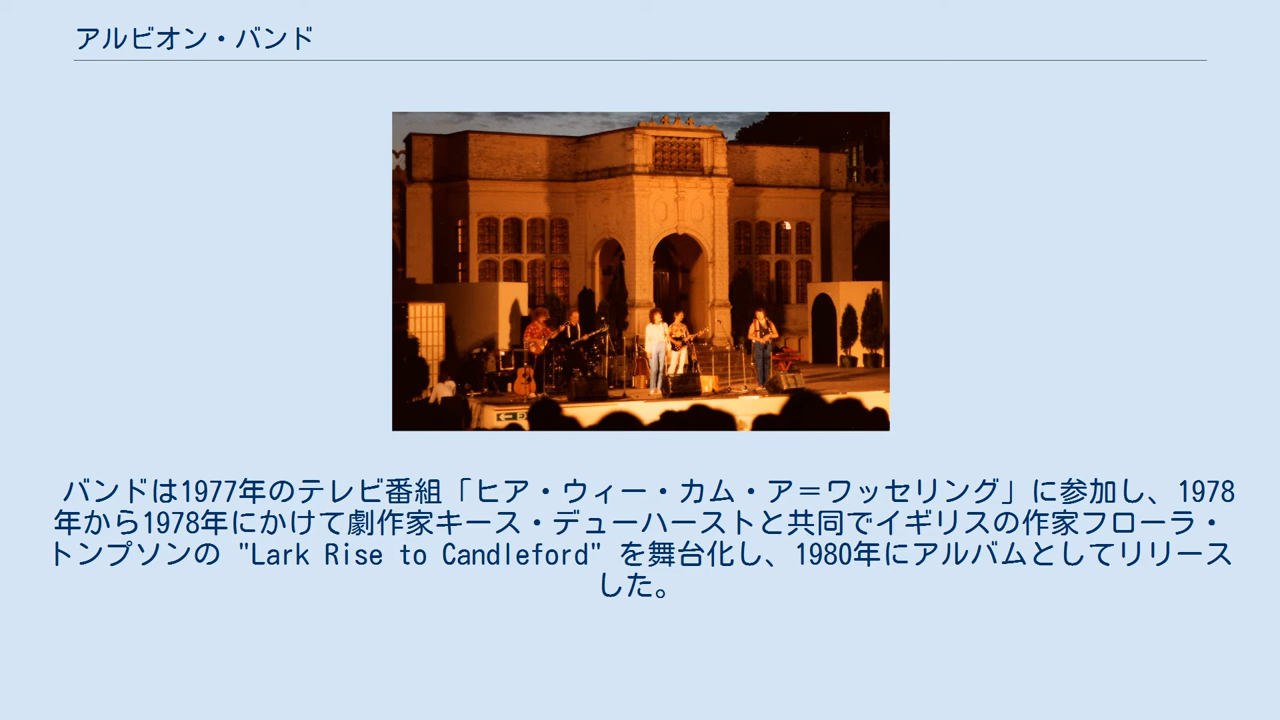 アルビオン・バンド
バンドは1977年のテレビ番組「ヒア・ウィー・カム・ア＝ワッセリング」に参加し、1978
年から1978年にかけて劇作家キース・デューハーストと共同でイギリスの作家フローラ・
トンプソンの "Lark Rise to Candleford" を舞台化し、1980年にアルバムとしてリリース
した。